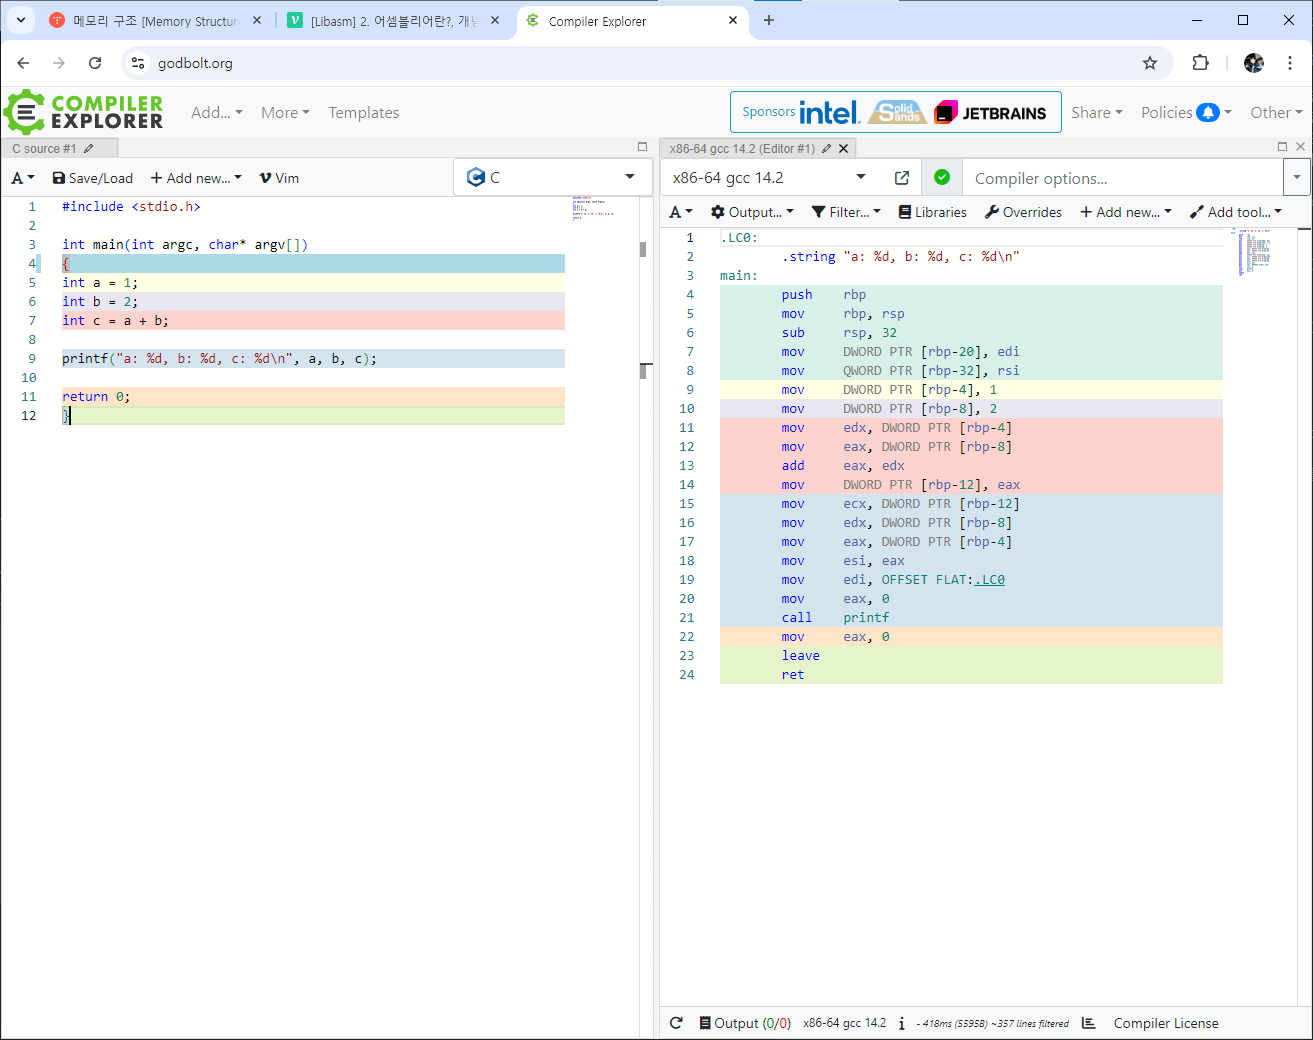 메모리 구조 [Memory Structure
[Libasm] 2. 어셈블리어란?, 개념
Compiler Explorer
godbolt.org
COMPILER EXPLORER
Add...
More
Templates
Sponsors
intel.
Solid Sands
JETBRAINS
Share
Policies
Other
C source #1
A
Save/Load
+ Add new...
Vim
C
1 #include <stdio.h>
2
3 int main(int argc, char* argv[])
4 {
5 int a = 1;
6 int b = 2;
7 int c = a + b;
8
9 printf("a: %d, b: %d, c: %d\n", a, b, c);
10
11 return 0;
12 }
x86-64 gcc 14.2 (Editor #1)
x86-64 gcc 14.2
Compiler options...
A
Output...
Filter...
Libraries
Overrides
+ Add new...
Add tool...
1 .LC0:
2 .string "a: %d, b: %d, c: %d\n"
3 main:
4 push rbp
5 mov rbp, rsp
6 sub rsp, 32
7 mov DWORD PTR [rbp-20], edi
8 mov QWORD PTR [rbp-32], rsi
9 mov DWORD PTR [rbp-4], 1
10 mov DWORD PTR [rbp-8], 2
11 mov edx, DWORD PTR [rbp-4]
12 mov eax, DWORD PTR [rbp-8]
13 add eax, edx
14 mov DWORD PTR [rbp-12], eax
15 mov ecx, DWORD PTR [rbp-12]
16 mov edx, DWORD PTR [rbp-8]
17 mov eax, DWORD PTR [rbp-4]
18 mov esi, eax
19 mov edi, OFFSET FLAT:.LC0
20 mov eax, 0
21 call printf
22 mov eax, 0
23 leave
24 ret
Output (0/0)
x86-64 gcc 14.2
i
- 418ms (5595B) ~357 lines filtered
Compiler License